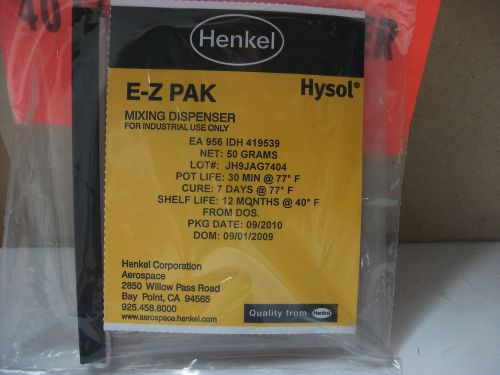 40
Henkel
E-Z PAK
Hysol®
MIXING DISPENSER
FOR INDUSTRIAL USE ONLY
EA 956 IDH 419539
NET: 50 GRAMS
LOT#: JH9JAG7404
POT LIFE: 30 MIN @ 77° F
CURE: 7 DAYS @ 77° F
SHELF LIFE: 12 MONTHS @ 40° F
FROM DOS.
PKG DATE: 09/2010
DOM: 09/01/2009
Henkel Corporation
Aerospace
2850 Willow Pass Road
Bay Point, CA 94565
925.458.8000
www.aerospace.henkel.com
Quality from Henkel